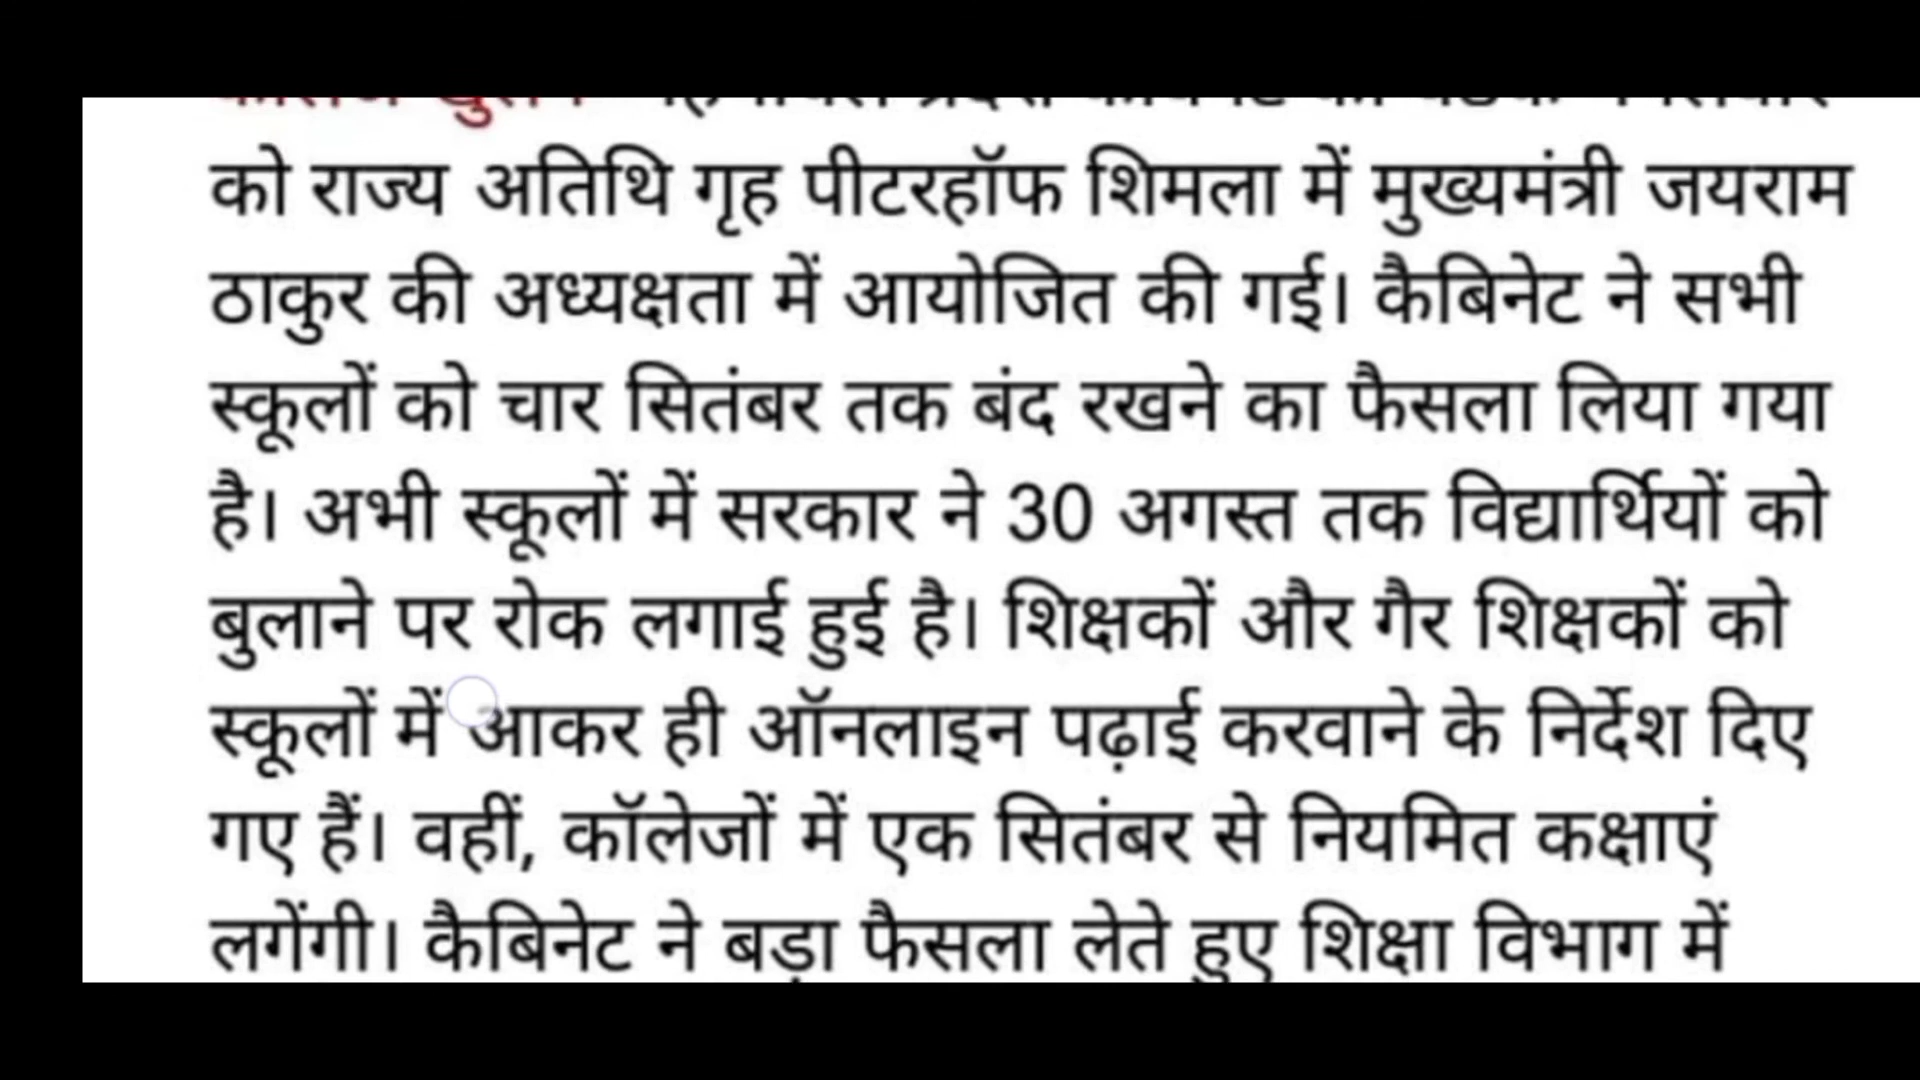 को राज्य अतिथि गृह पीटरहॉफ शिमला में मुख्यमंत्री जयराम
ठाकुर की अध्यक्षता में आयोजित की गई। कैबिनेट ने सभी
स्कूलों को चार सितंबर तक बंद रखने का फैसला लिया गया
है। अभी स्कूलों में सरकार ने 30 अगस्त तक विद्यार्थियों को
बुलाने पर रोक लगाई हुई है। शिक्षकों और गैर शिक्षकों को
स्कूलों में आकर ही ऑनलाइन पढ़ाई करवाने के निर्देश दिए
गए हैं। वहीं, कॉलेजों में एक सितंबर से नियमित कक्षाएं
लगेंगी। कैबिनेट ने बड़ा फैसला लेते हुए शिक्षा विभाग में